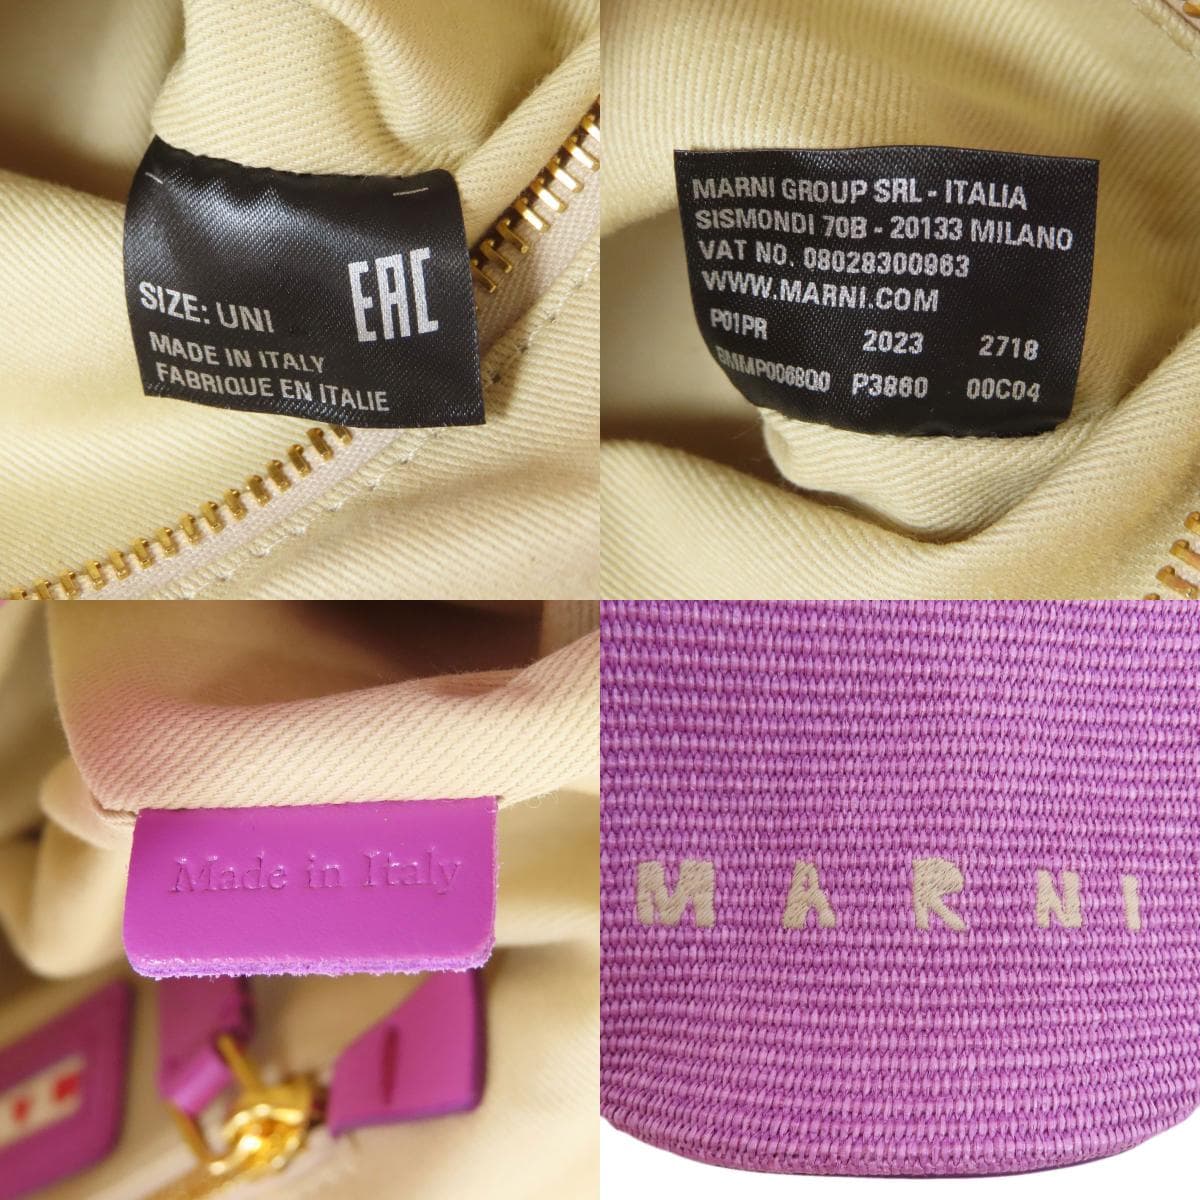 SIZE: UNI
EAC
MADE IN ITALY
FABRIQUE EN ITALIE
MARNI GROUP SRL - ITALIA
SISMONDI 70B - 20133 MILANO
VAT NO. 08028300963
WWW.MARNI.COM
P01PR 2023 2718
BMMP0068Q0 P3860 00C04
Made in Italy
MARNI